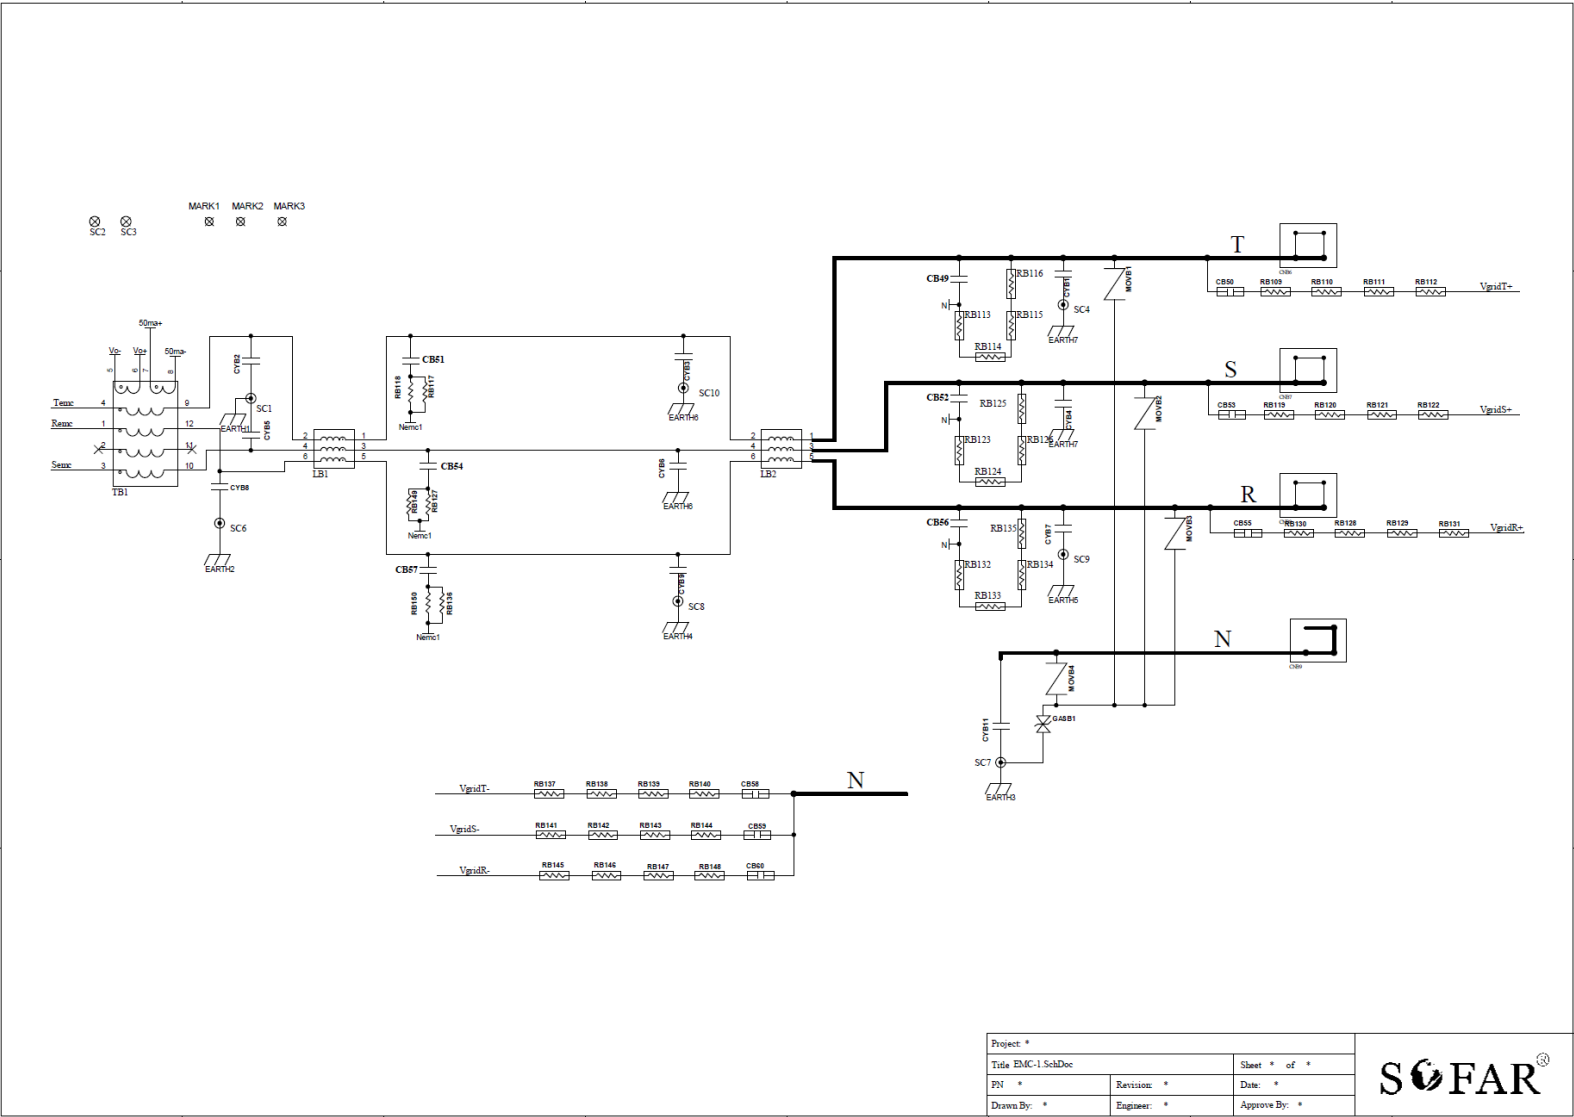 MARK1 MARK2 MARK3
SC2 SC3
T
CNB6
CB49 RB116 CYB1 MOVB1 CB50 RB109 RB110 RB111 RB112 VgridT+
N
SC4
RB113 RB115
EARTH7
RB114
50ma+
Vo- Vo+ 50ma-
5 6 7 8
CYB2
CB51
RB118 RB117
Nemc1
CYB3
SC10
EARTH6
S
CNB7
CB52 RB125 CYB4 MOVB2 CB53 RB119 RB120 RB121 RB122 VgridS+
N
EARTH7
RB123
RB124
Temc 4 9
Remc 1 12
2 11
Semc 3 10
TB1
SC1
EARTH1
CYB5
2 1
4 3
6 5
LB1
CB54
RB149 RB127
Nemc1
CYB6
EARTH6
2 1
4 3
6 5
LB2
CYB8
SC6
EARTH2
R
CB56 RB135 CYB7 MOVB3 CB55 RB130 RB128 RB129 RB131 VgridR+
N
SC9
RB132 RB134
EARTH5
RB133
CB57
RB150 RB136
Nemc1
CYB9
SC8
EARTH4
N
CNB9
MOVB4
CYB11
GASB1
SC7
EARTH3
VgridT- RB137 RB138 RB139 RB140 CB58 N
VgridS- RB141 RB142 RB143 RB144 CB59
VgridR- RB145 RB146 RB147 RB148 CB60
Project: *
Title EMC-1.SchDoc Sheet * of *
PN * Revision: * Date: *
Drawn By: * Engineer: * Approve By: *
SOFAR®